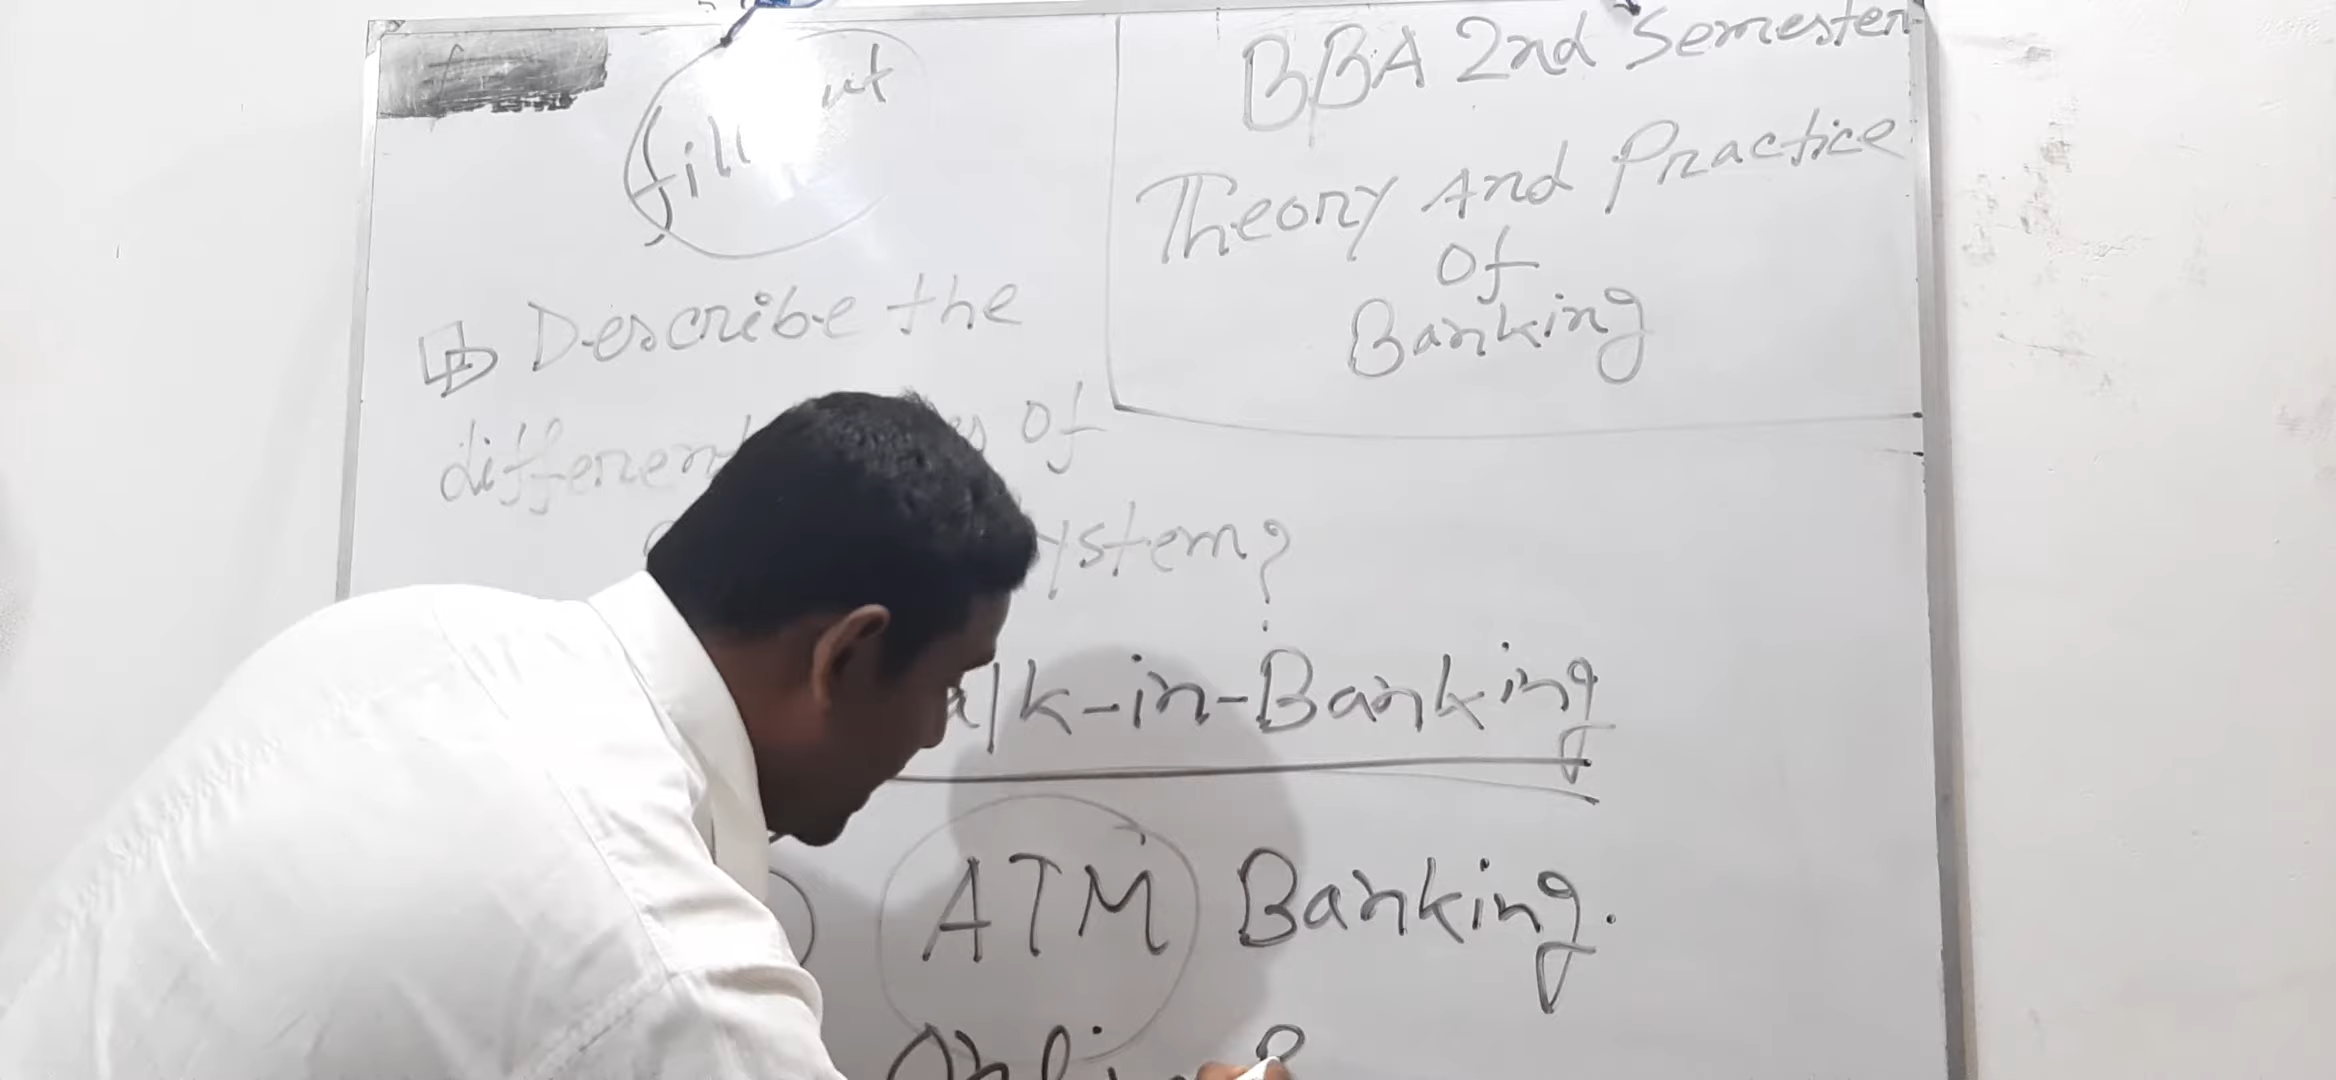 fill ut
BBA 2nd Semester
Theory And Practice
Of
Banking
Describe the
different of
ystem?
alk-in-Banking
ATM Banking.
Online